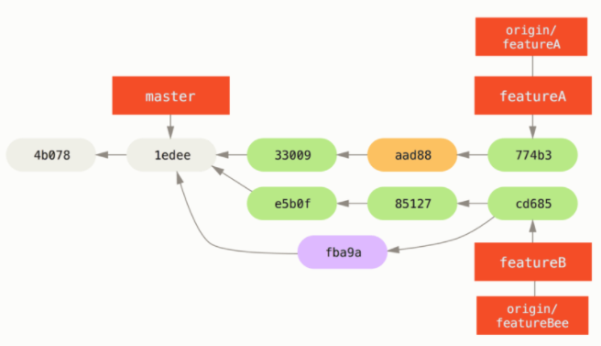 origin/
featureA
master
featureA
4b078
1edee
33009
aad88
774b3
e5b0f
85127
cd685
fba9a
featureB
origin/
featureBee